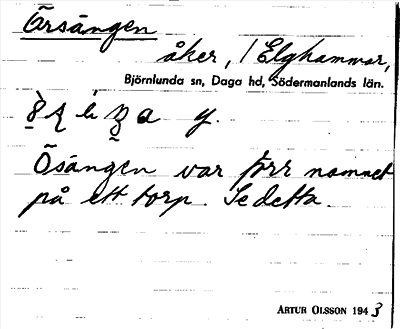 Örsängen
åker, / Elghammar,
Björnlunda sn, Daga hd, Södermanlands län.
y.
Ösängen var förr namnet
på ett torp. Se detta.
ARTUR OLSSON 1943